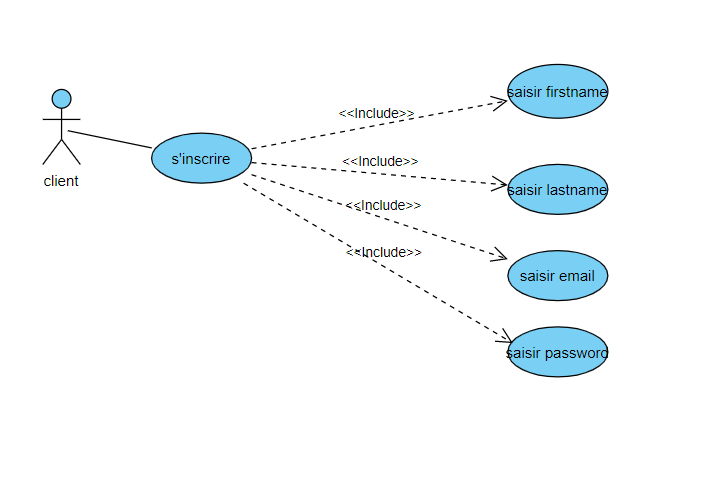 client
s'inscrire
<<Include>>
<<Include>>
<<Include>>
<<Include>>
saisir firstname
saisir lastname
saisir email
saisir password